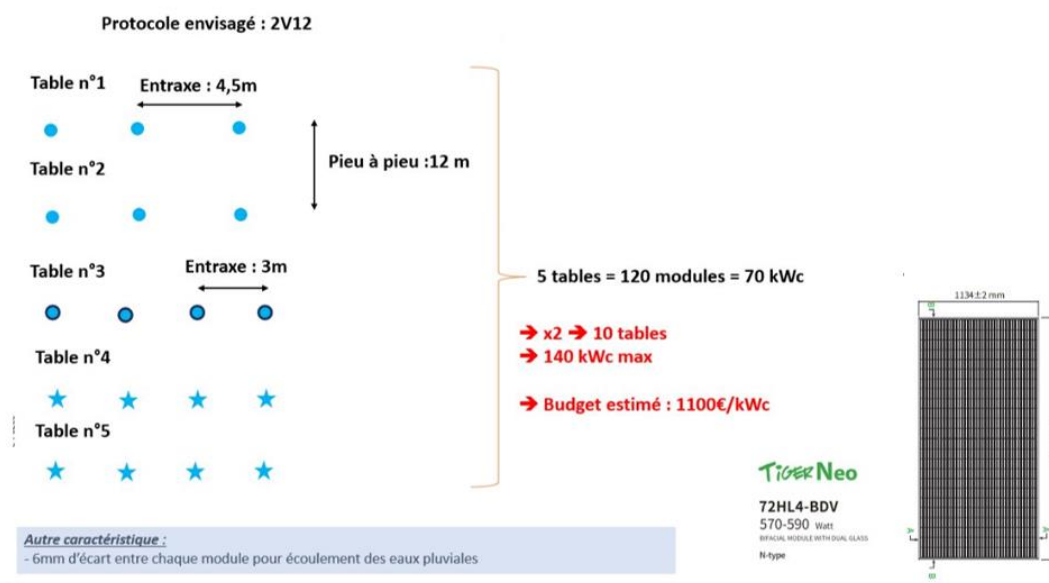 Protocole envisagé : 2V12
Table n°1
Entraxe : 4,5m
Pieu à pieu :12 m
Table n°2
Table n°3
Entraxe : 3m
5 tables = 120 modules = 70 kWc
Table n°4
➔ x2 ➔ 10 tables
➔ 140 kWc max
Table n°5
➔ Budget estimé : 1100€/kWc
1134±2 mm
B
TiGER Neo
72HL4-BDV
570-590 Watt
BIFACIAL MODULE WITH DUAL GLASS
N-type
A
A
B
Autre caractéristique :
- 6mm d'écart entre chaque module pour écoulement des eaux pluviales